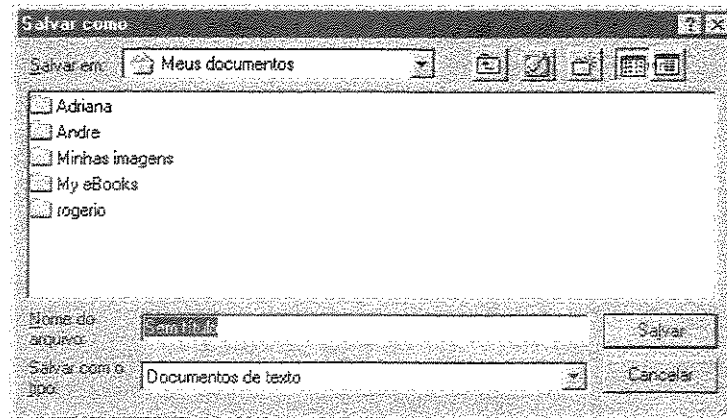 Salvar como
Salvar em: Meus documentos
Adriana
Andre
Minhas imagens
My eBooks
rogerio
Nome do
arquivo: Sem título
Salvar
Salvar com o
tipo: Documentos de texto
Cancelar